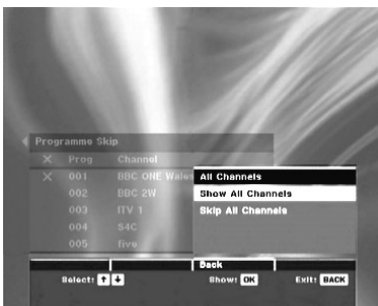 Programme Skip
X Prog Channel
X 001 BBC ONE Wales
002 BBC 2W
003 ITV 1
004 S4C
005 five
All Channels
Show All Channels
Skip All Channels
Back
Select: ↑ ↓ Show: OK Exit: BACK